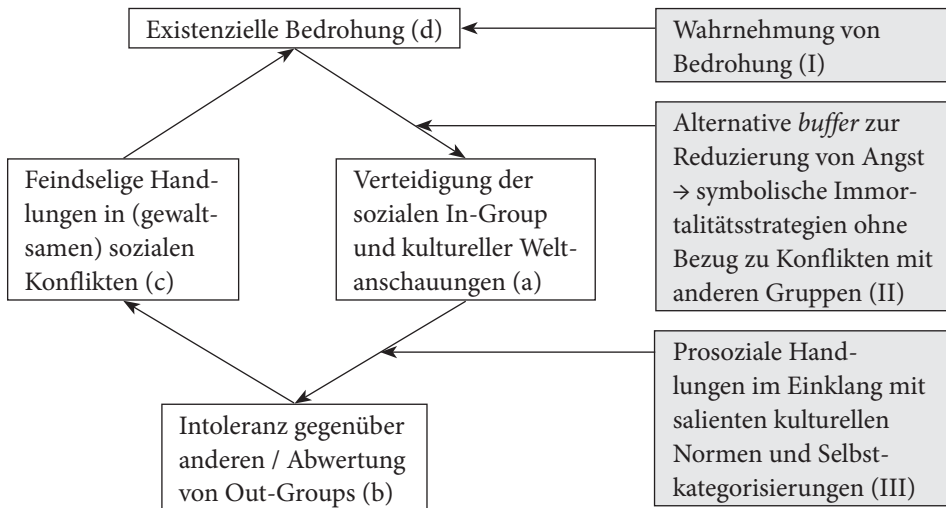 Existenzielle Bedrohung (d)
Wahrnehmung von
Bedrohung (I)
Feindselige Hand-
lungen in (gewalt-
samen) sozialen
Konflikten (c)
Verteidigung der
sozialen In-Group
und kultureller Welt-
anschauungen (a)
Alternative buffer zur
Reduzierung von Angst
→ symbolische Immor-
talitätsstrategien ohne
Bezug zu Konflikten mit
anderen Gruppen (II)
Intoleranz gegenüber
anderen / Abwertung
von Out-Groups (b)
Prosoziale Hand-
lungen im Einklang mit
salienten kulturellen
Normen und Selbst-
kategorisierungen (III)